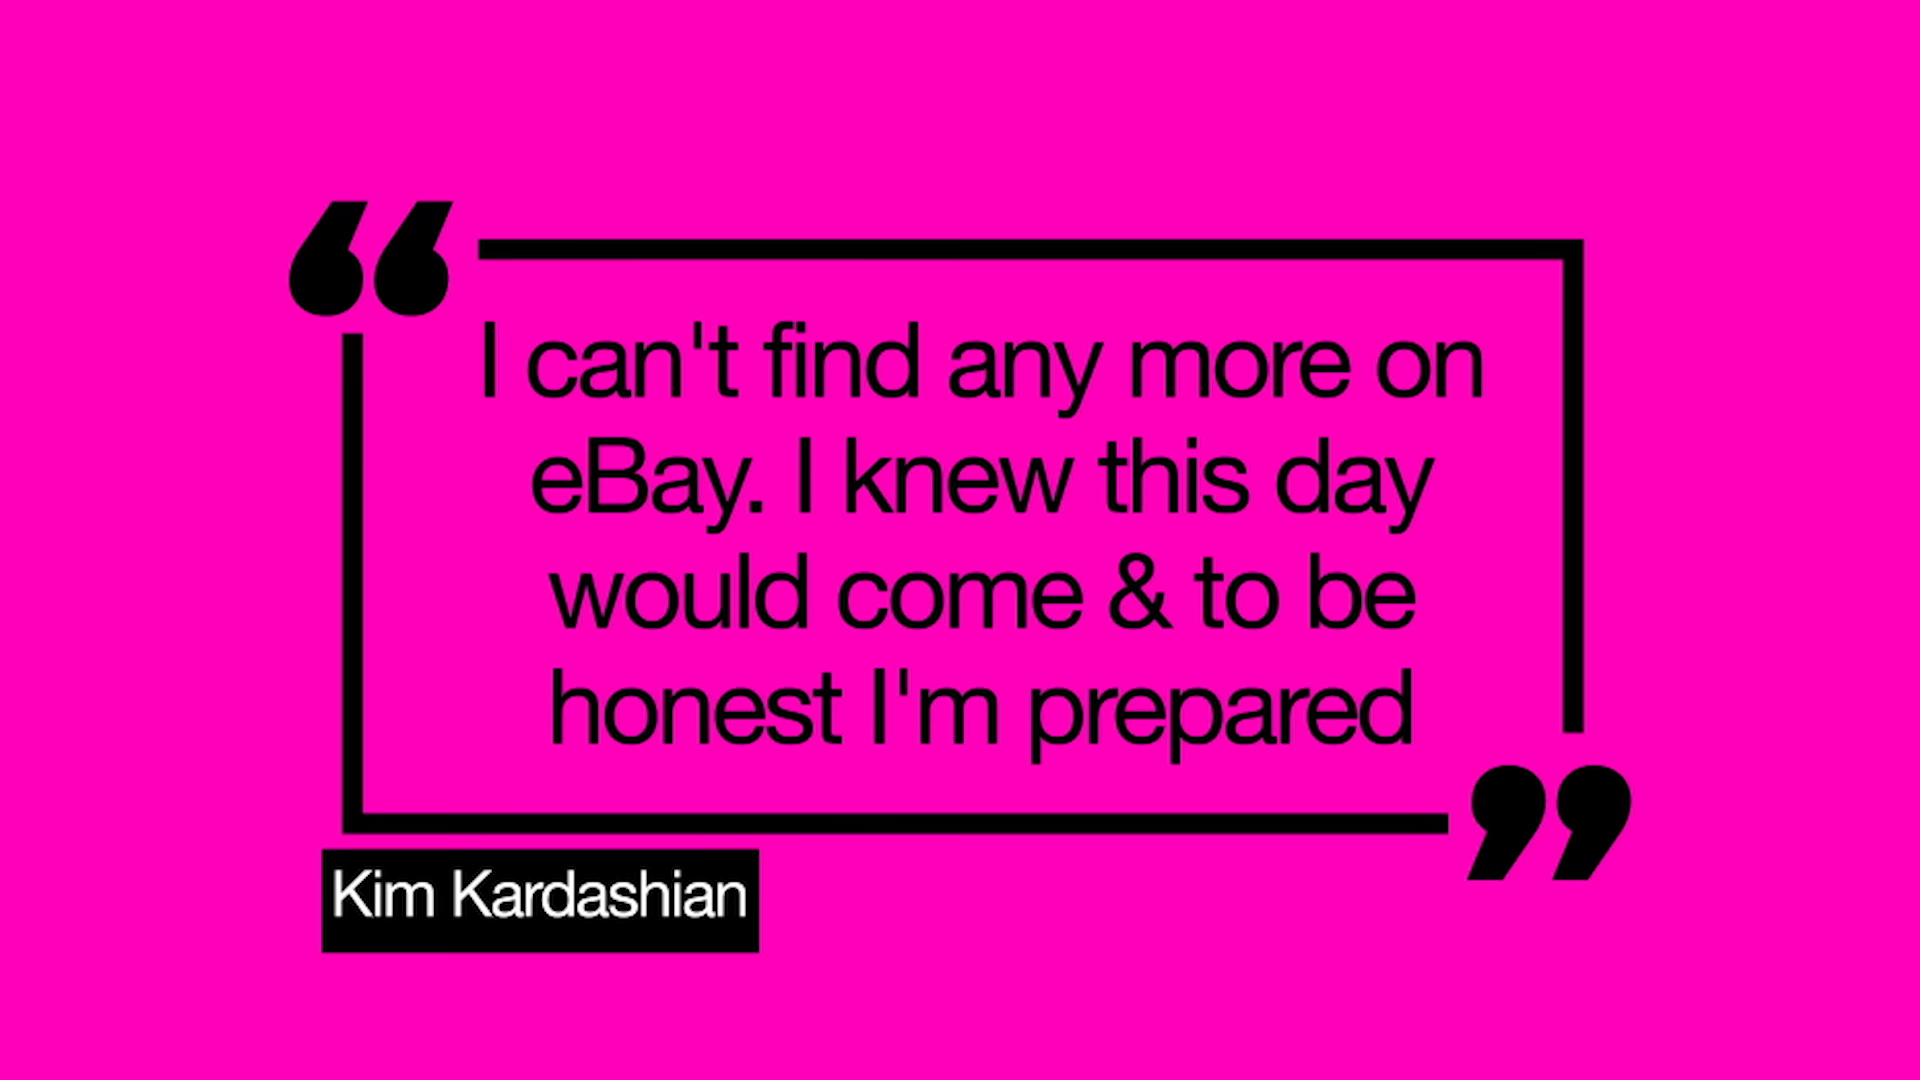 “
I can't find any more on
eBay. I knew this day
would come & to be
honest I'm prepared
”
Kim Kardashian